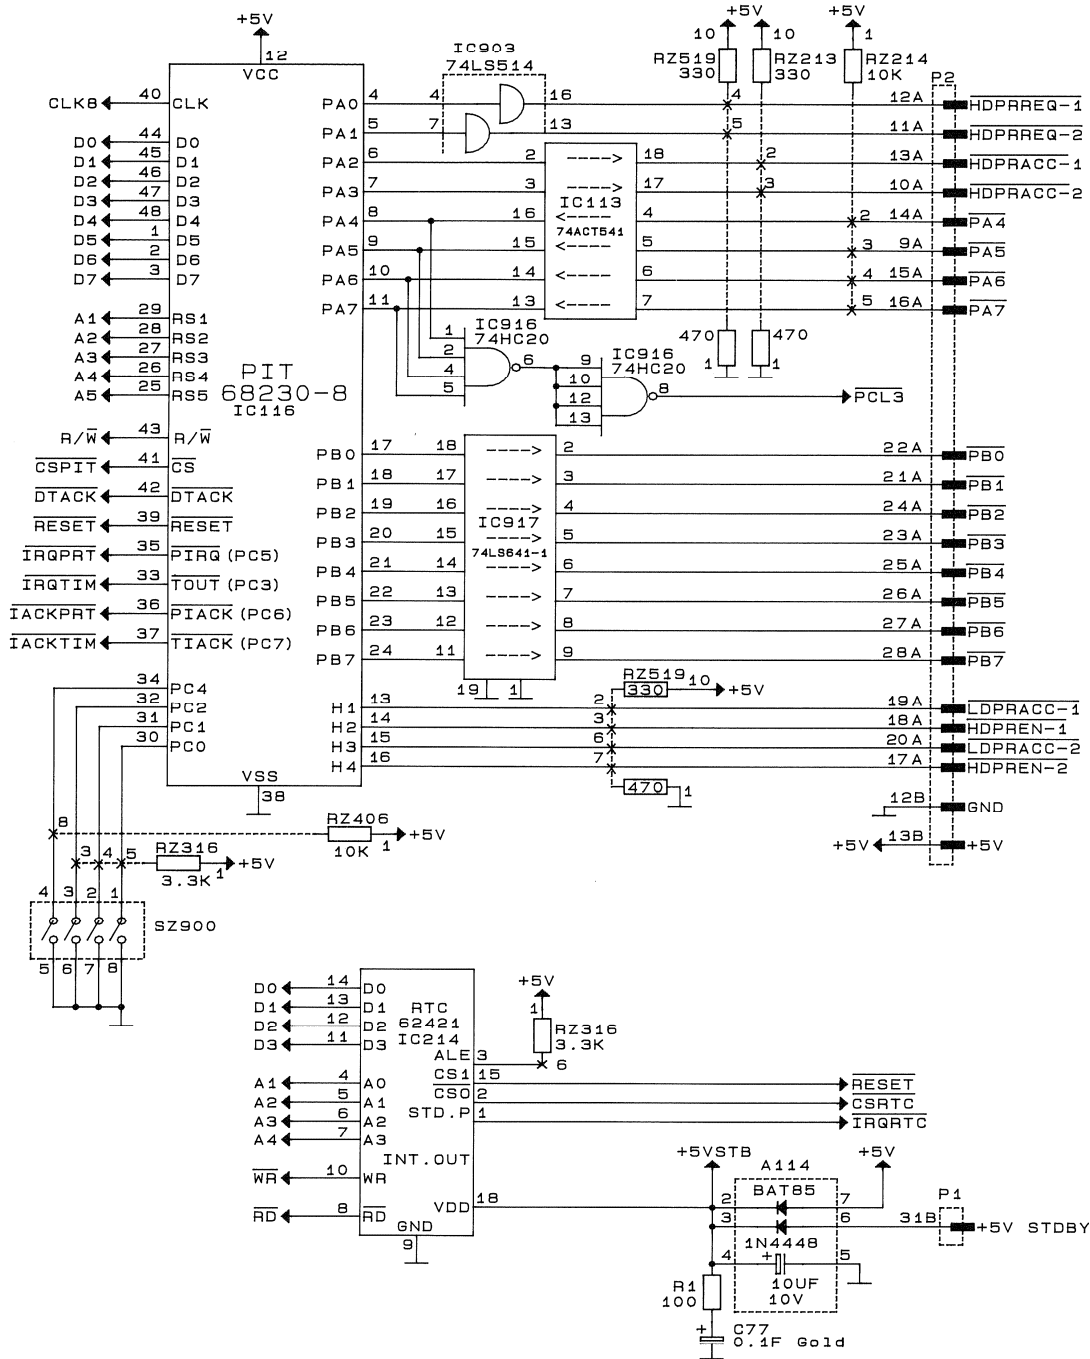 +5V
+5V
+5V
+5V
12
VCC
IC903
74LS514
10
10
1
RZ519
330
RZ213
330
RZ214
10K
P2
CLK8 40 CLK
PA0 4 4 16 4 12A HDPRREQ-1
PA1 5 7 13 5 11A HDPRREQ-2
D0 44 D0
D1 45 D1
PA2 6 2 ----> 18 2 13A HDPRACC-1
D2 46 D2
PA3 7 3 ----> 17 3 10A HDPRACC-2
D3 47 D3
IC113
74ACT541
D4 48 D4
PA4 8 16 <---- 4 2 14A PA4
D5 1 D5
PA5 9 15 <---- 5 3 9A PA5
D6 2 D6
D7 3 D7
PA6 10 14 <---- 6 4 15A PA6
PA7 11 13 <---- 7 5 16A PA7
A1 29 RS1
A2 28 RS2
A3 27 RS3
A4 26 RS4
A5 25 RS5
PIT
68230-8
IC116
1
2
4
5
IC916
74HC20
6
9
10
12
13
IC916
74HC20
8
PCL3
470
1
470
1
R/W 43 R/W
CSPIT 41 CS
DTACK 42 DTACK
RESET 39 RESET
IRQPRT 35 PIRQ (PC5)
IRQTIM 33 TOUT (PC3)
IACKPRT 36 PIACK (PC6)
IACKTIM 37 TIACK (PC7)
PB0 17 18 ----> 2 22A PB0
PB1 18 17 ----> 3 21A PB1
PB2 19 16 ----> 4 24A PB2
IC917
PB3 20 15 ----> 5 23A PB3
74LS641-1
PB4 21 14 ----> 6 25A PB4
PB5 22 13 ----> 7 26A PB5
PB6 23 12 ----> 8 27A PB6
PB7 24 11 ----> 9 28A PB7
19 1
34 PC4
32 PC2
31 PC1
30 PC0
RZ519
330
10
+5V
H1 13 2 19A LDPRACC-1
H2 14 3 18A HDPREN-1
H3 15 6 20A LDPRACC-2
H4 16 7 17A HDPREN-2
VSS
38
470
1
12B GND
+5V 13B +5V
8
RZ406
10K
1
+5V
3 4 5
RZ316
3.3K
1
+5V
4 3 2 1
SZ900
5 6 7 8
D0 14 D0
D1 13 D1
D2 12 D2
D3 11 D3
RTC
62421
IC214
+5V
1
RZ316
3.3K
6
ALE 3
A1 4 A0
A2 5 A1
A3 6 A2
A4 7 A3
CS1 15 RESET
CS0 2 CSRTC
STD.P 1 IRQRTC
INT.OUT
WR 10 WR
RD 8 RD
VDD 18
GND
9
+5VSTB
A114
+5V
BAT85
2 7
3 6
31B
P1
+5V STDBY
1N4448
4 + 5
10UF
10V
R1
100
+
C77
0.1F Gold